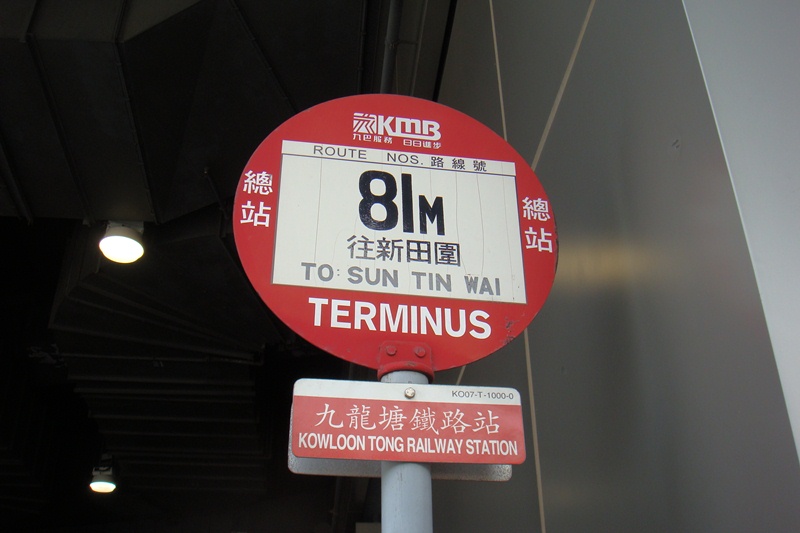 KMB
九巴服務 日日進步
ROUTE NOS. 路線號
81M
往新田圍
TO: SUN TIN WAI
總站
總站
TERMINUS
KO07-T-1000-0
九龍塘鐵路站
KOWLOON TONG RAILWAY STATION